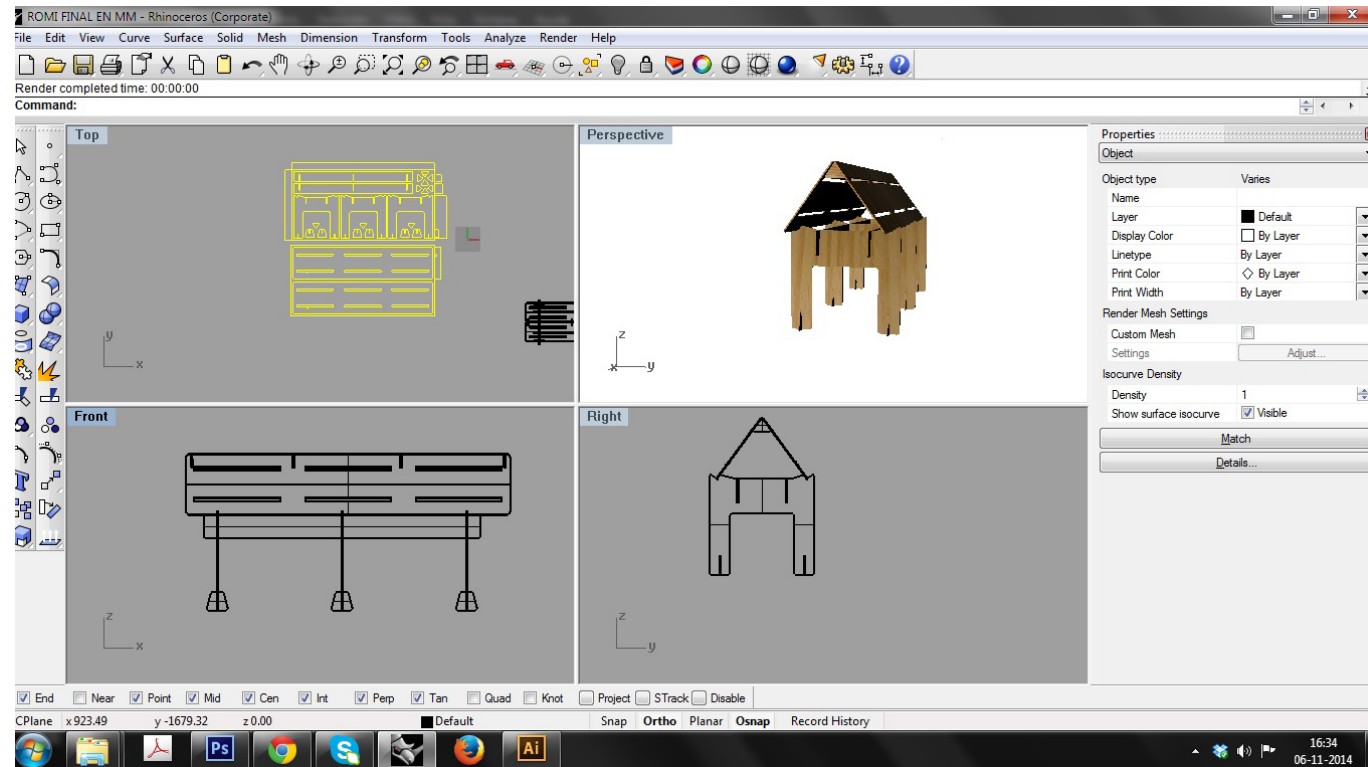 ROMI FINAL EN MM - Rhinoceros (Corporate)
File Edit View Curve Surface Solid Mesh Dimension Transform Tools Analyze Render Help
Render completed time: 00:00:00
Command:
Top
Perspective
Properties
Object
Object type Varies
Name
Layer Default
Display Color By Layer
Linetype By Layer
Print Color By Layer
Print Width By Layer
Render Mesh Settings
Custom Mesh
Settings Adjust...
Isocurve Density
Density 1
Show surface isocurve Visible
Match
Details...
y
x
z
x y
Front
Right
z
x
z
y
End Near Point Mid Cen Int Perp Tan Quad Knot Project STrack Disable
CPlane x 923.49 y -1679.32 z 0.00 Default Snap Ortho Planar Osnap Record History
Ps Ai
16:34
06-11-2014